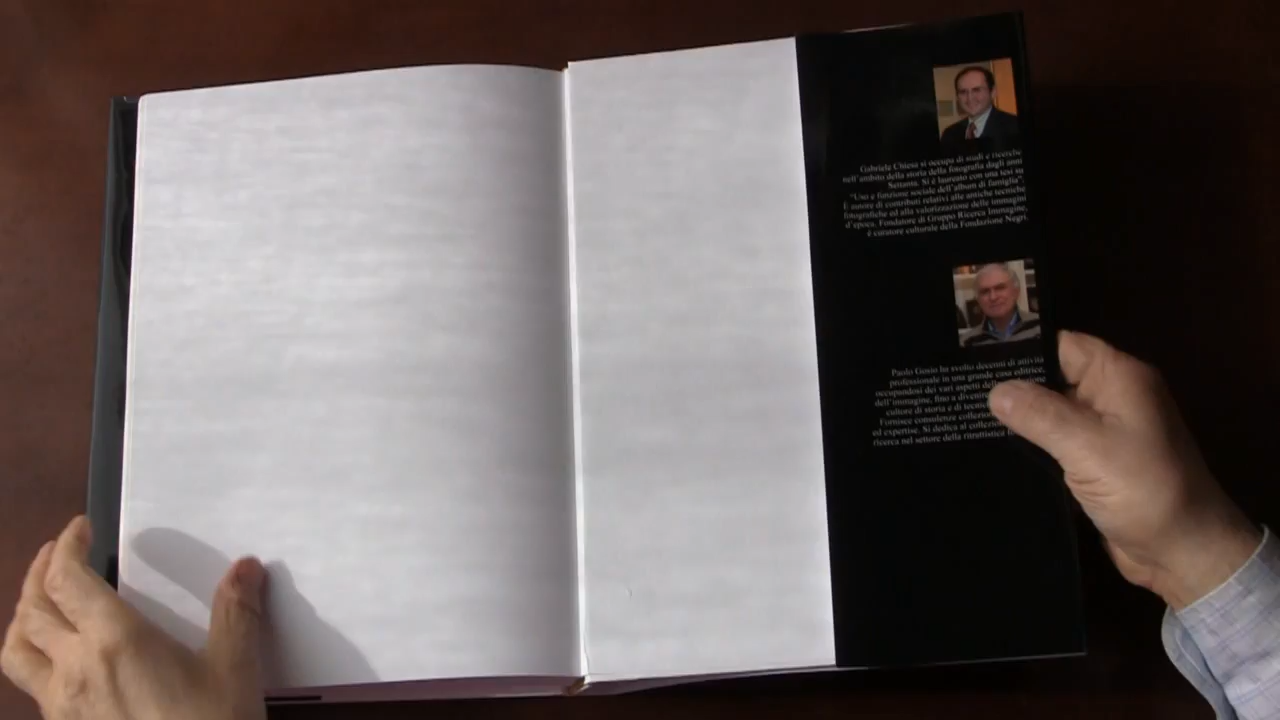 Gabriele Chiesa si occupa di studi e ricerche
nell'ambito della storia della fotografia dagli anni
Settanta. Si è laureato con una tesi su
"Uso e funzione sociale dell'album di famiglia".
È autore di contributi relativi alle antiche tecniche
fotografiche ed alla valorizzazione delle immagini
d'epoca. Fondatore di Gruppo Ricerca Immagine,
è curatore culturale della Fondazione Negri.
Paolo Gosio ha svolto decenni di attività
professionale in una grande casa editrice,
occupandosi dei vari aspetti
dell'immagine, fino a
cultore di storia e di
Fornisce consulenze
ed expertise. Si dedica al
ricerca nel settore della ritrattistica